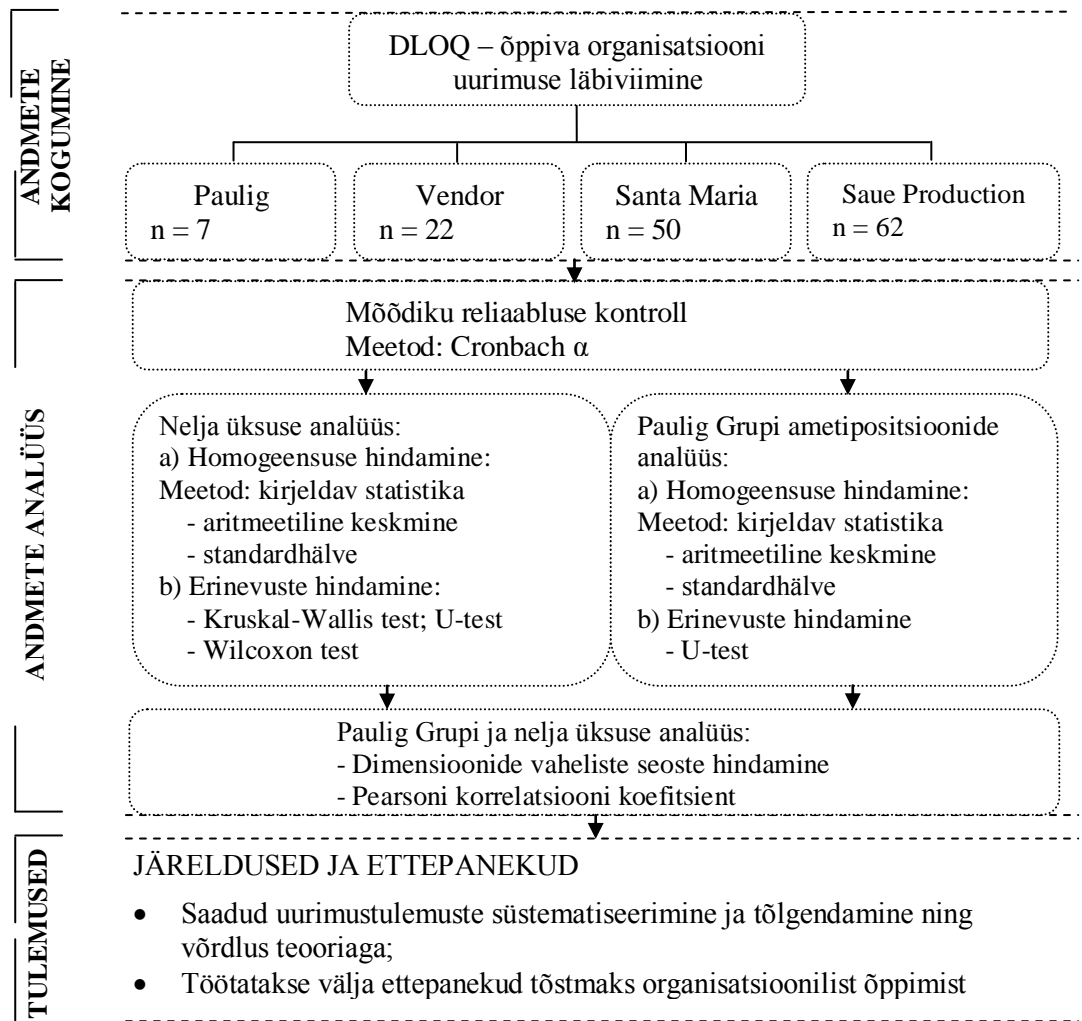 ANDMETE
KOGUMINE
DLOQ – õppiva organisatsiooni
uurimuse läbiviimine
Paulig
n = 7
Vendor
n = 22
Santa Maria
n = 50
Saue Production
n = 62
ANDMETE ANALÜÜS
Mõõdiku reliaabluse kontroll
Meetod: Cronbach α
Nelja üksuse analüüs:
a) Homogeensuse hindamine:
Meetod: kirjeldav statistika
- aritmeetiline keskmine
- standardhälve
b) Erinevuste hindamine:
- Kruskal-Wallis test; U-test
- Wilcoxon test
Paulig Grupi ametipositsioonide
analüüs:
a) Homogeensuse hindamine:
Meetod: kirjeldav statistika
- aritmeetiline keskmine
- standardhälve
b) Erinevuste hindamine
- U-test
Paulig Grupi ja nelja üksuse analüüs:
- Dimensioonide vaheliste seoste hindamine
- Pearsoni korrelatsiooni koefitsient
TULEMUSED
JÄRELDUSED JA ETTEPANEKUD
• Saadud uurimustulemuste süstematiseerimine ja tõlgendamine ning
võrdlus teooriaga;
• Töötatakse välja ettepanekud tõstmaks organisatsioonilist õppimist